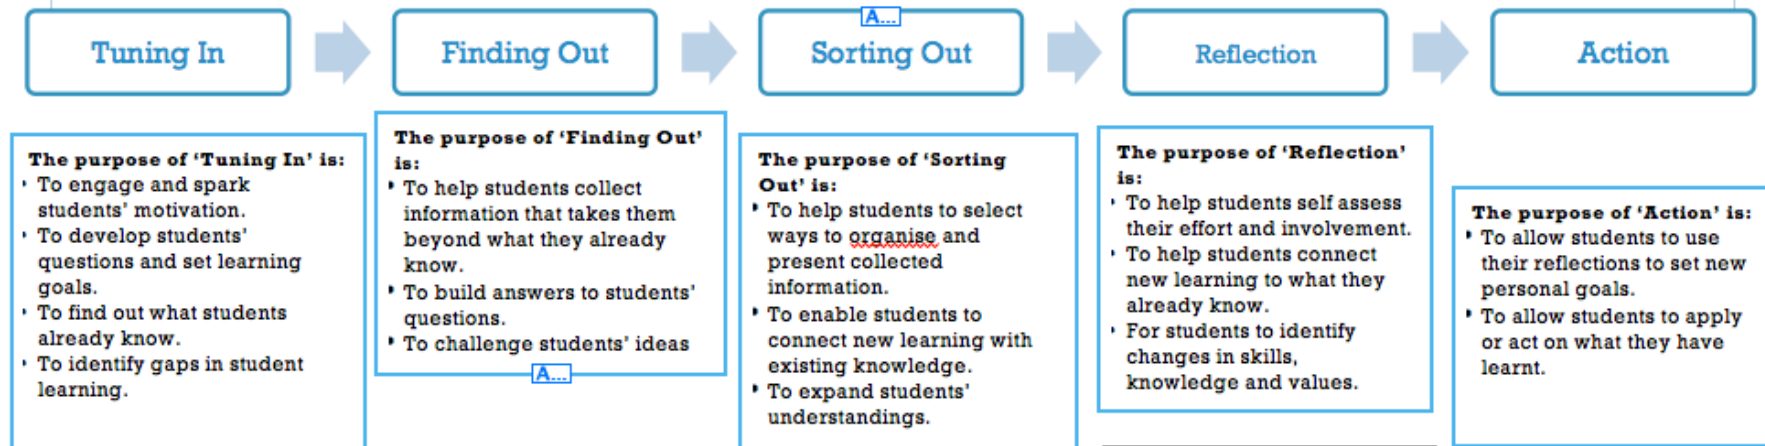 Tuning In
Finding Out
A...
Sorting Out
Reflection
Action
The purpose of ‘Tuning In’ is:
• To engage and spark
students’ motivation.
• To develop students’
questions and set learning
goals.
• To find out what students
already know.
• To identify gaps in student
learning.
The purpose of ‘Finding Out’
is:
• To help students collect
information that takes them
beyond what they already
know.
• To build answers to students’
questions.
• To challenge students’ ideas
A...
The purpose of ‘Sorting
Out’ is:
• To help students to select
ways to organise and
present collected
information.
• To enable students to
connect new learning with
existing knowledge.
• To expand students’
understandings.
The purpose of ‘Reflection’
is:
• To help students self assess
their effort and involvement.
• To help students connect
new learning to what they
already know.
• For students to identify
changes in skills,
knowledge and values.
The purpose of ‘Action’ is:
• To allow students to use
their reflections to set new
personal goals.
• To allow students to apply
or act on what they have
learnt.